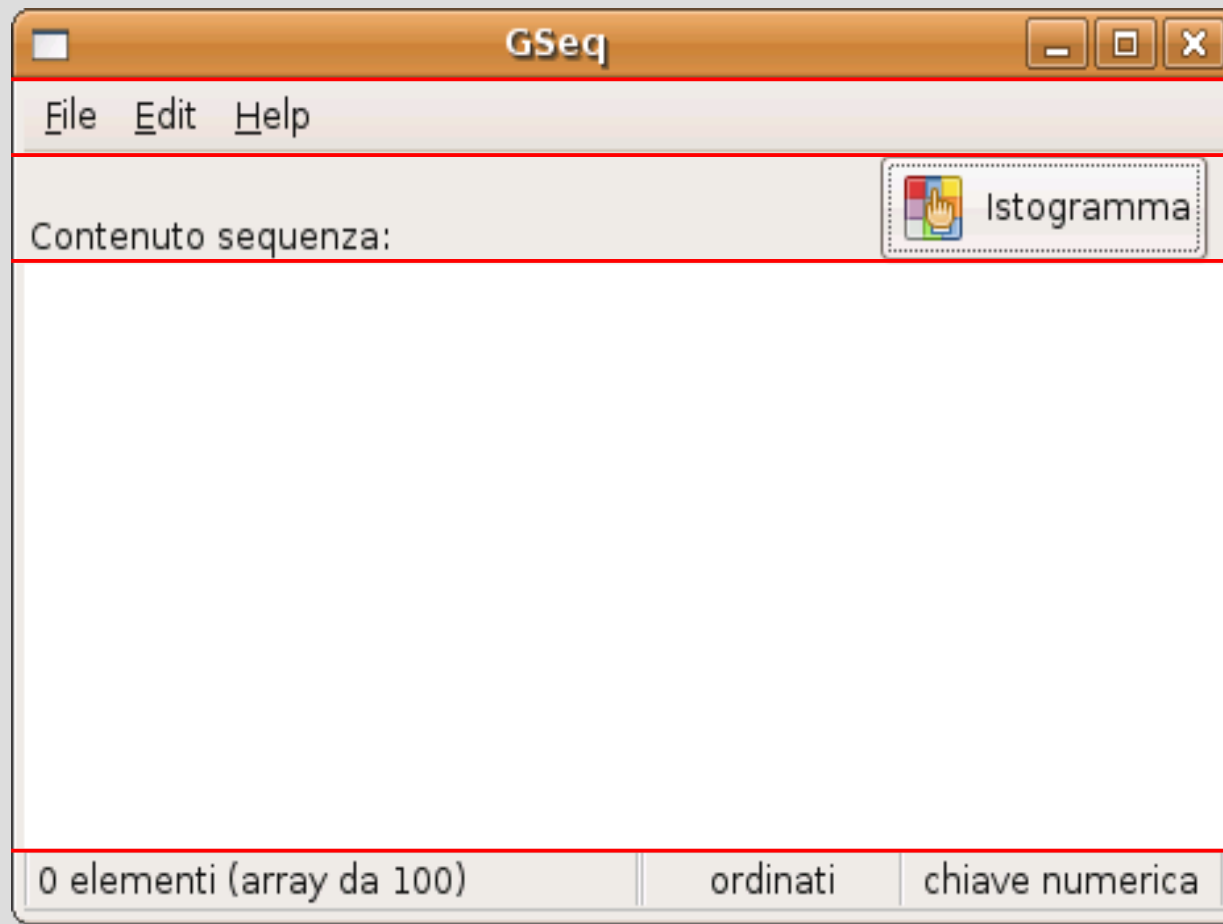 GSeq
File Edit Help
Istogramma
Contenuto sequenza:
0 elementi (array da 100) ordinati chiave numerica